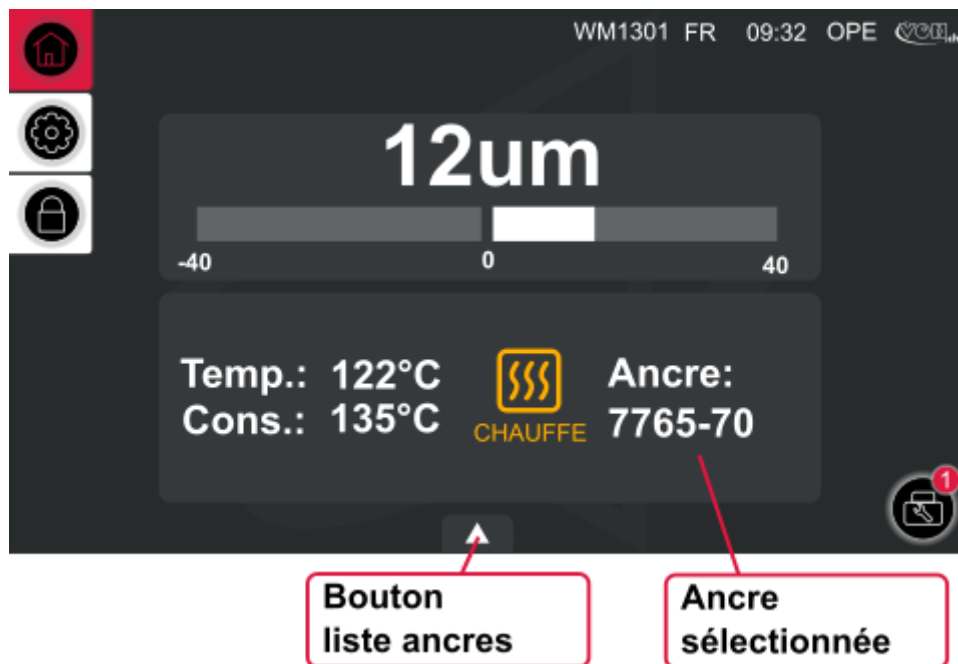 WM1301 FR 09:32 OPE
12um
-40 0 40
Temp.: 122°C
Cons.: 135°C
CHAUFFE
Ancre:
7765-70
1
Bouton
liste ancres
Ancre
sélectionnée